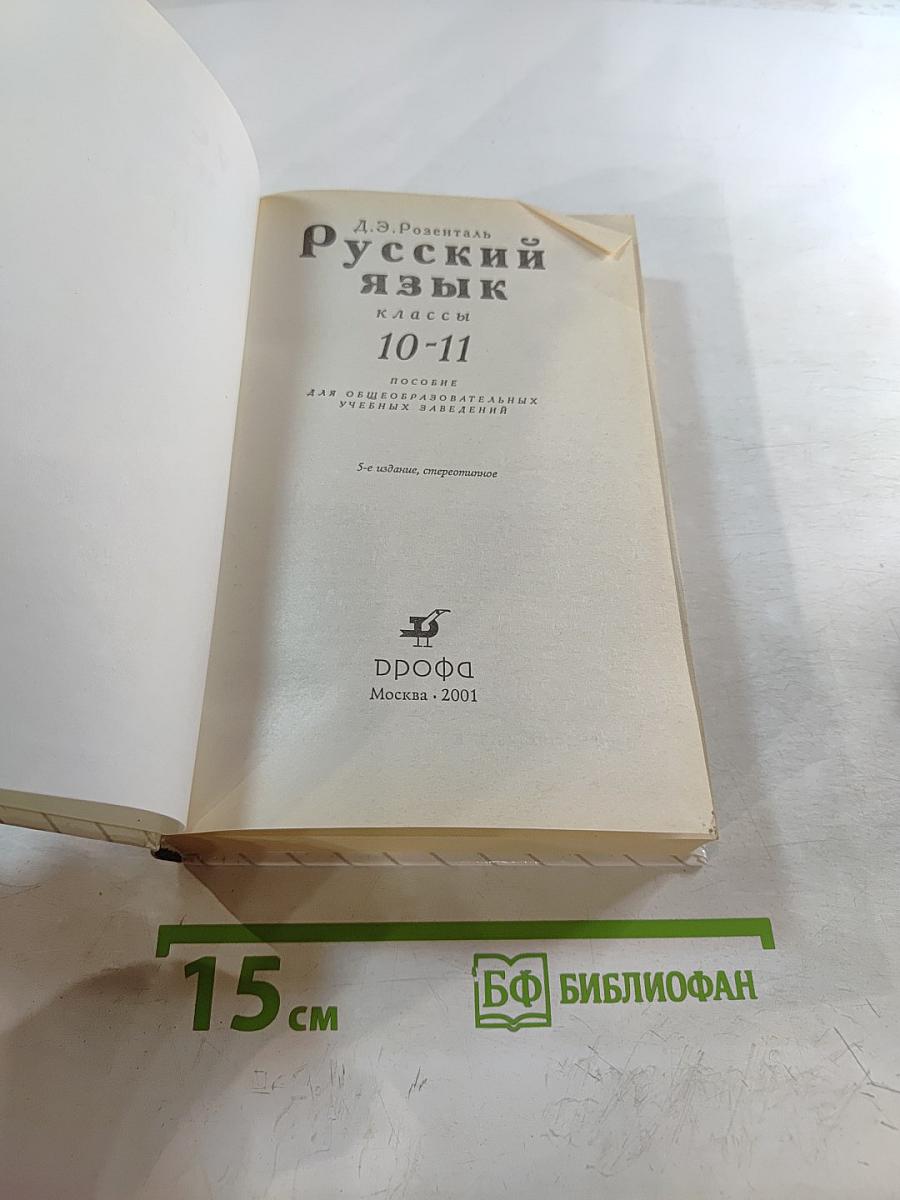 Д.Э.Розенталь
Русский
язык
классы
10-11
пособие
для общеобразовательных
учебных заведений
5-е издание, стереотипное
дрофа
Москва · 2001
15 см
БФ БИБЛИОФАН